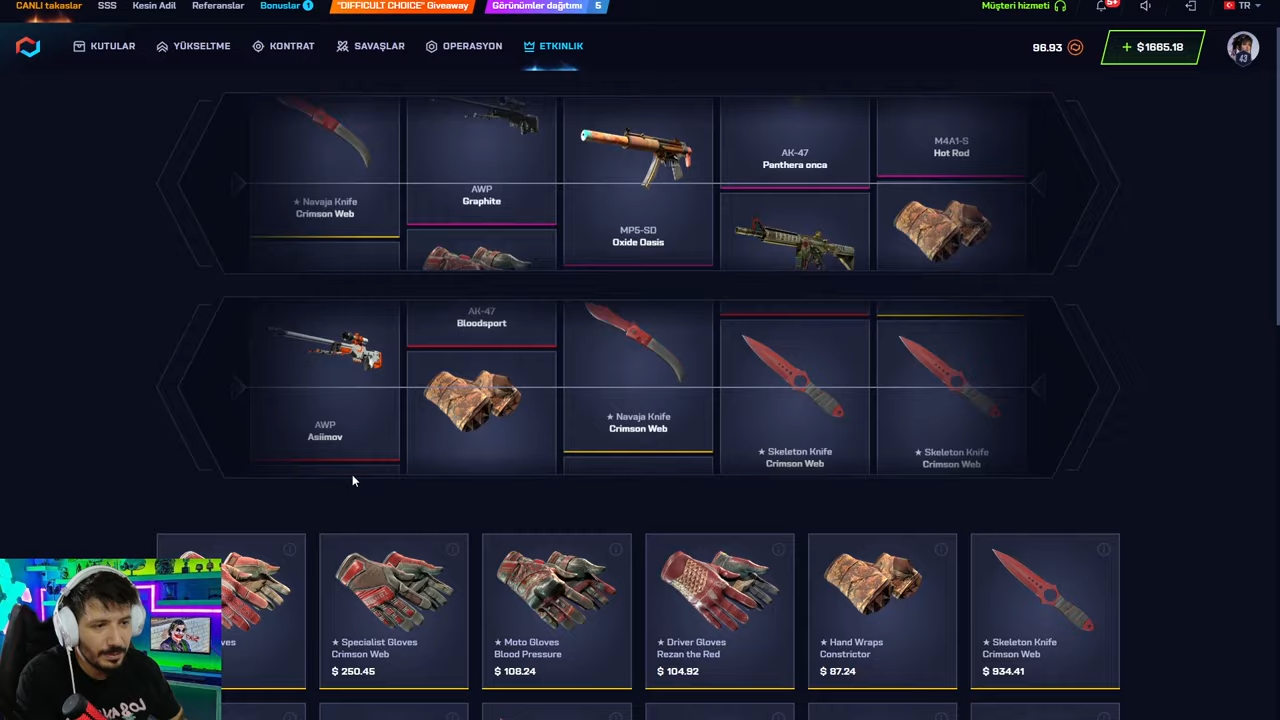 CANLI takaslar SSS Kesin Adil Referanslar Bonuslar 1 "DIFFICULT CHOICE" Giveaway Görünümler dağıtımı 5 Müşteri hizmeti 5+ TR
KUTULAR YÜKSELTME KONTRAT SAVAŞLAR OPERASYON ETKINLIK 96.93 + $1665.18 43
★ Navaja Knife
Crimson Web
AWP
Graphite
MP5-SD
Oxide Oasis
AK-47
Panthera onca
M4A1-S
Hot Rod
AWP
Asiimov
AK-47
Bloodsport
★ Navaja Knife
Crimson Web
★ Skeleton Knife
Crimson Web
★ Skeleton Knife
Crimson Web
★ Specialist Gloves
Crimson Web
$ 250.45
★ Moto Gloves
Blood Pressure
$ 108.24
★ Driver Gloves
Rezan the Red
$ 104.92
★ Hand Wraps
Constrictor
$ 87.24
★ Skeleton Knife
Crimson Web
$ 934.41